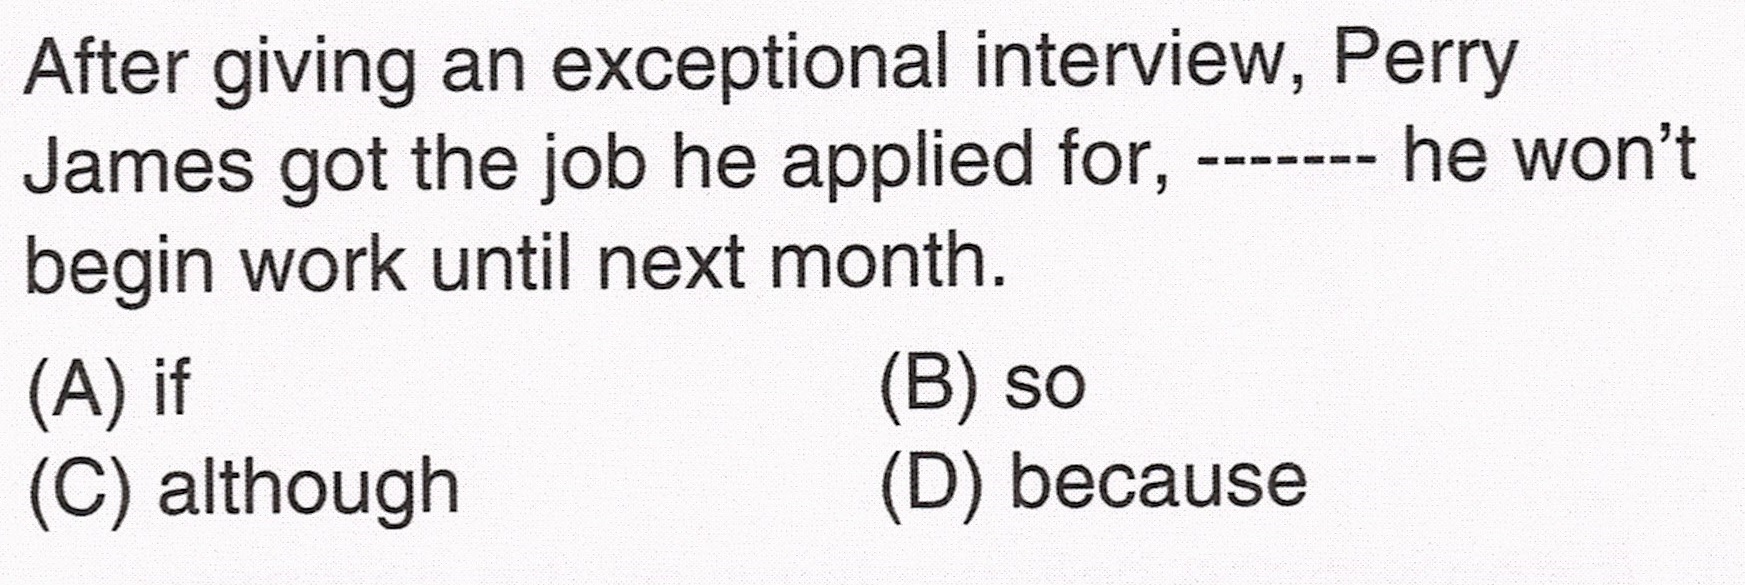 After giving an exceptional interview, Perry
James got the job he applied for, ------- he won't
begin work until next month.
(A) if (B) so
(C) although (D) because